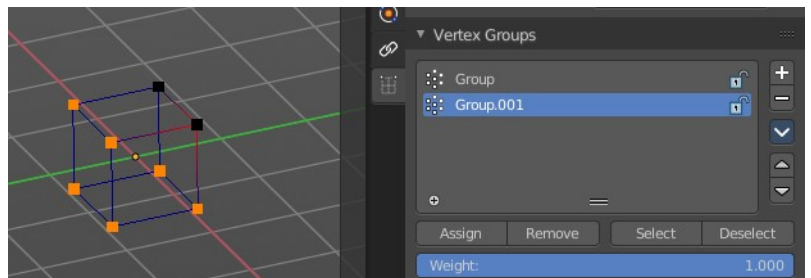 Vertex Groups
Group
Group.001
Assign Remove Select Deselect
Weight: 1.000